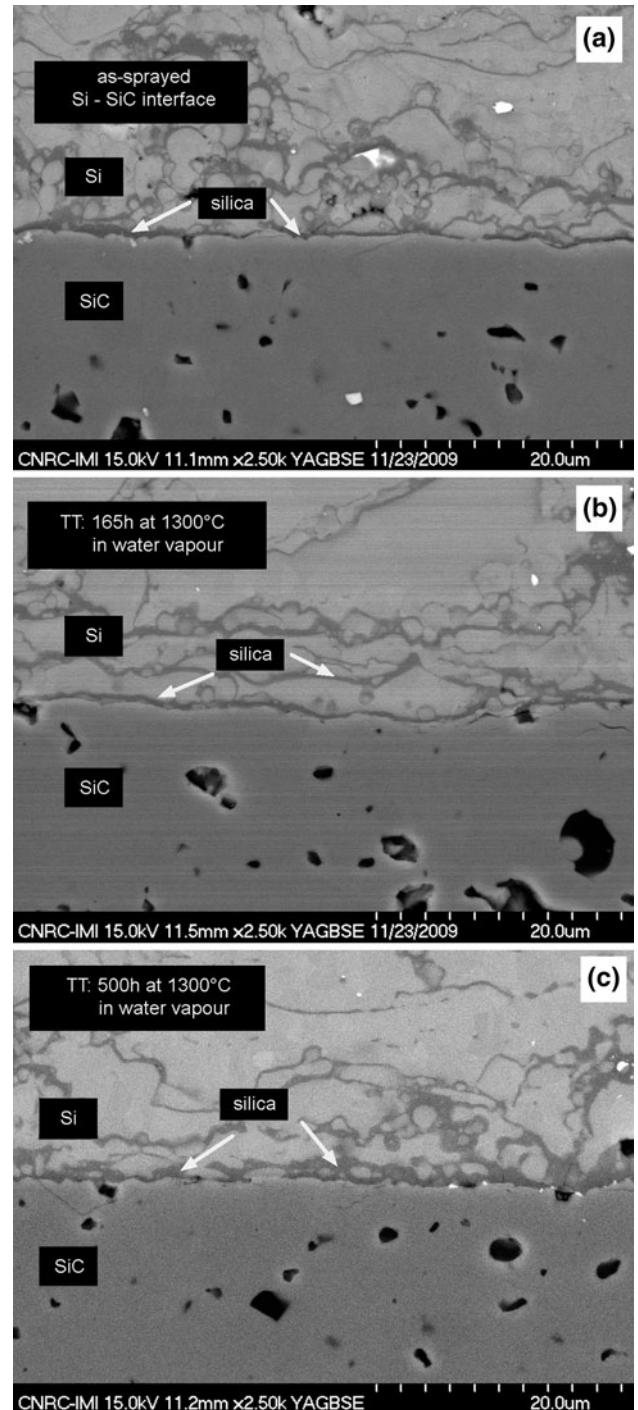 (a)
as-sprayed
Si - SiC interface
Si
silica
SiC
CNRC-IMI 15.0kV 11.1mm x2.50k YAGBSE 11/23/2009 20.0um
(b)
TT: 165h at 1300°C
in water vapour
Si
silica
SiC
CNRC-IMI 15.0kV 11.5mm x2.50k YAGBSE 11/23/2009 20.0um
(c)
TT: 500h at 1300°C
in water vapour
Si
silica
SiC
CNRC-IMI 15.0kV 11.2mm x2.50k YAGBSE 20.0um